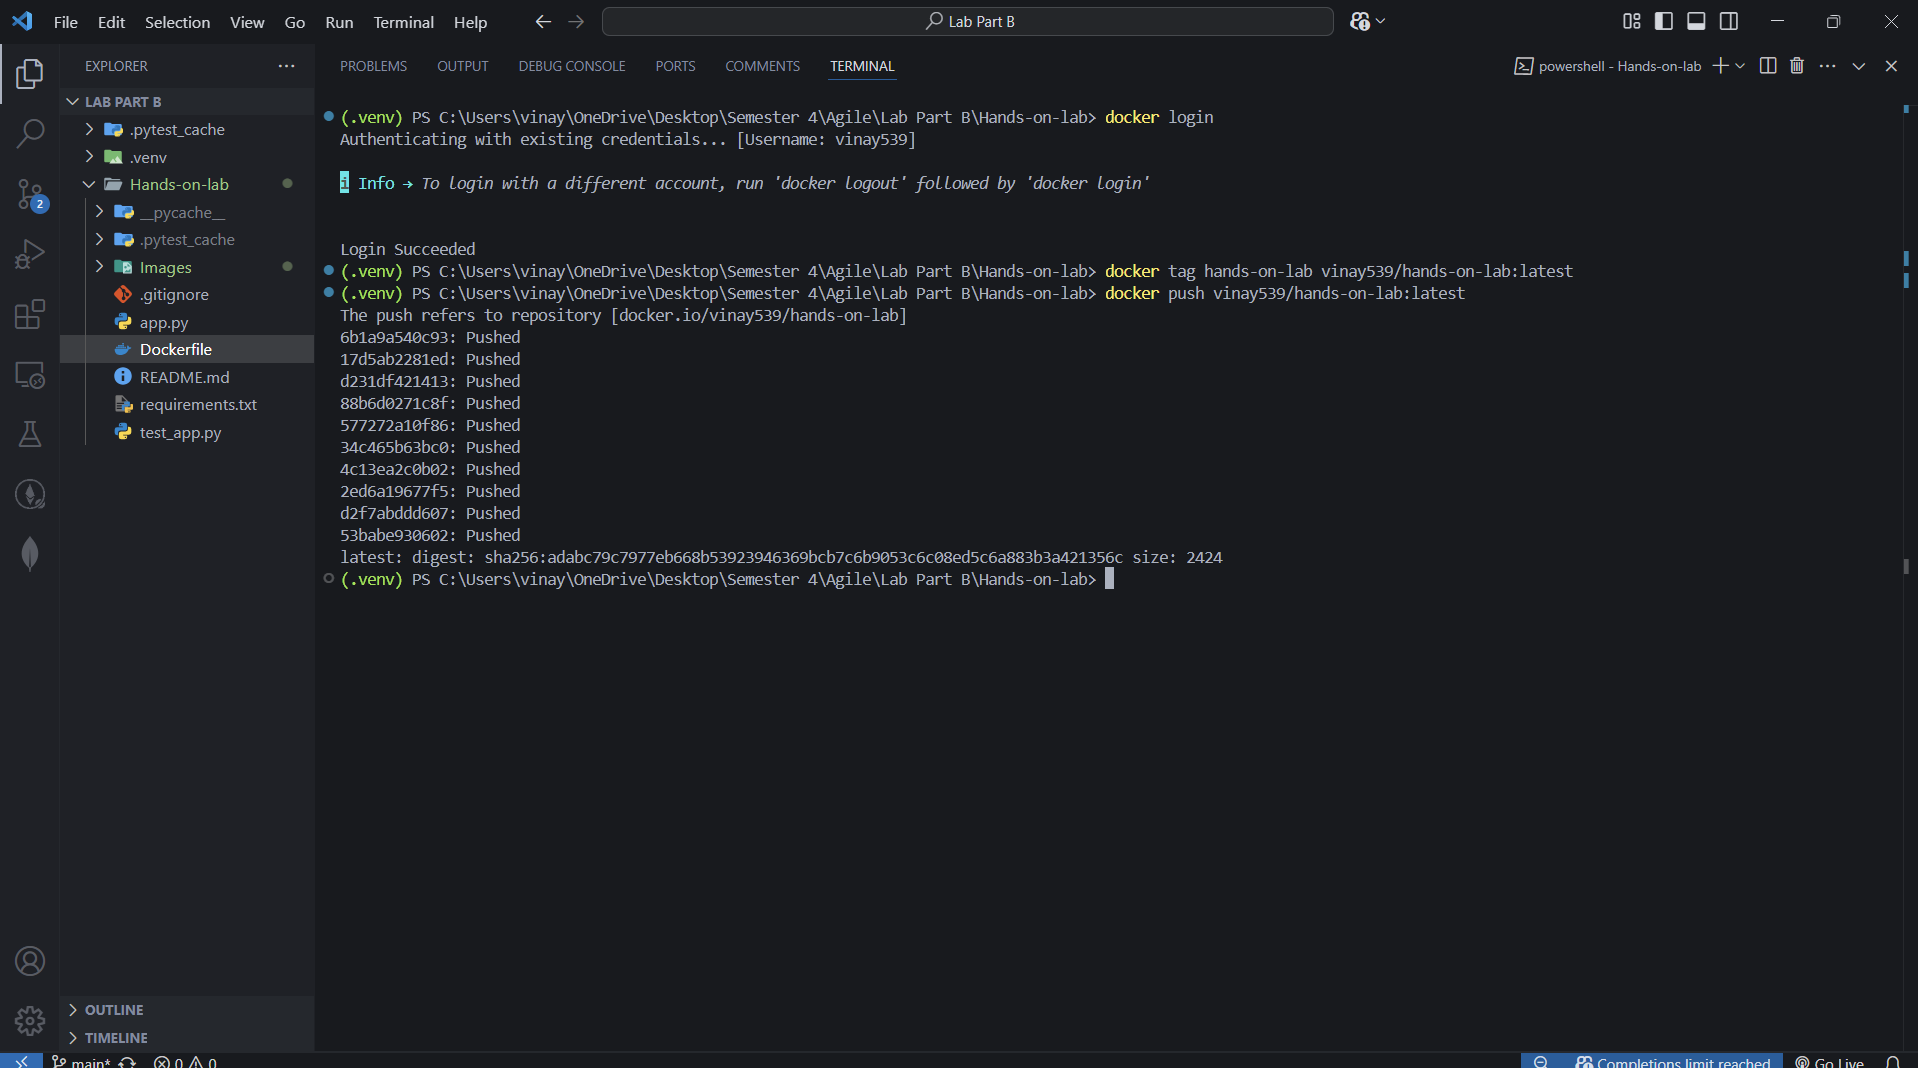 File Edit Selection View Go Run Terminal Help
Lab Part B
EXPLORER
LAB PART B
.pytest_cache
.venv
Hands-on-lab
__pycache__
.pytest_cache
Images
.gitignore
app.py
Dockerfile
README.md
requirements.txt
test_app.py
OUTLINE
TIMELINE
2
PROBLEMS OUTPUT DEBUG CONSOLE PORTS COMMENTS TERMINAL
powershell - Hands-on-lab
(.venv) PS C:\Users\vinay\OneDrive\Desktop\Semester 4\Agile\Lab Part B\Hands-on-lab> docker login
Authenticating with existing credentials... [Username: vinay539]
i Info → To login with a different account, run 'docker logout' followed by 'docker login'
Login Succeeded
(.venv) PS C:\Users\vinay\OneDrive\Desktop\Semester 4\Agile\Lab Part B\Hands-on-lab> docker tag hands-on-lab vinay539/hands-on-lab:latest
(.venv) PS C:\Users\vinay\OneDrive\Desktop\Semester 4\Agile\Lab Part B\Hands-on-lab> docker push vinay539/hands-on-lab:latest
The push refers to repository [docker.io/vinay539/hands-on-lab]
6b1a9a540c93: Pushed
17d5ab2281ed: Pushed
d231df421413: Pushed
88b6d0271c8f: Pushed
577272a10f86: Pushed
34c465b63bc0: Pushed
4c13ea2c0b02: Pushed
2ed6a19677f5: Pushed
d2f7abddd607: Pushed
53babe930602: Pushed
latest: digest: sha256:adabc79c7977eb668b53923946369bcb7c6b9053c6c08ed5c6a883b3a421356c size: 2424
(.venv) PS C:\Users\vinay\OneDrive\Desktop\Semester 4\Agile\Lab Part B\Hands-on-lab>
main* 0 0 Completions limit reached Go Live